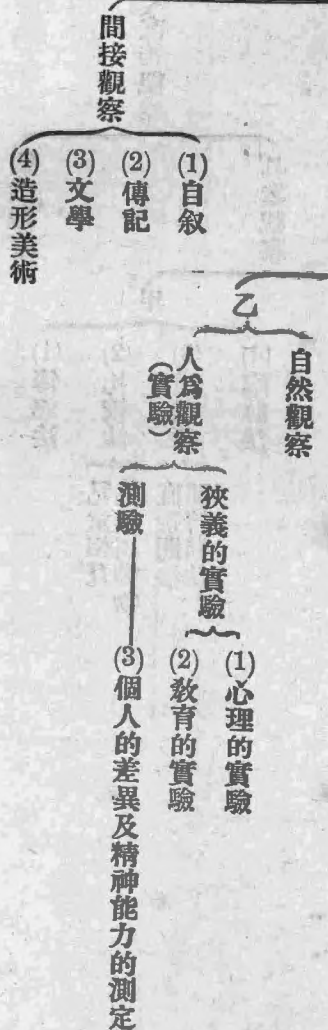 自然觀察
乙
人爲觀察
(實驗)
狹義的實驗
(1)心理的實驗
(2)敎育的實驗
測驗
(3)個人的差異及精神能力的測定
間接觀察
(1)自叙
(2)傳記
(3)文學
(4)造形美術